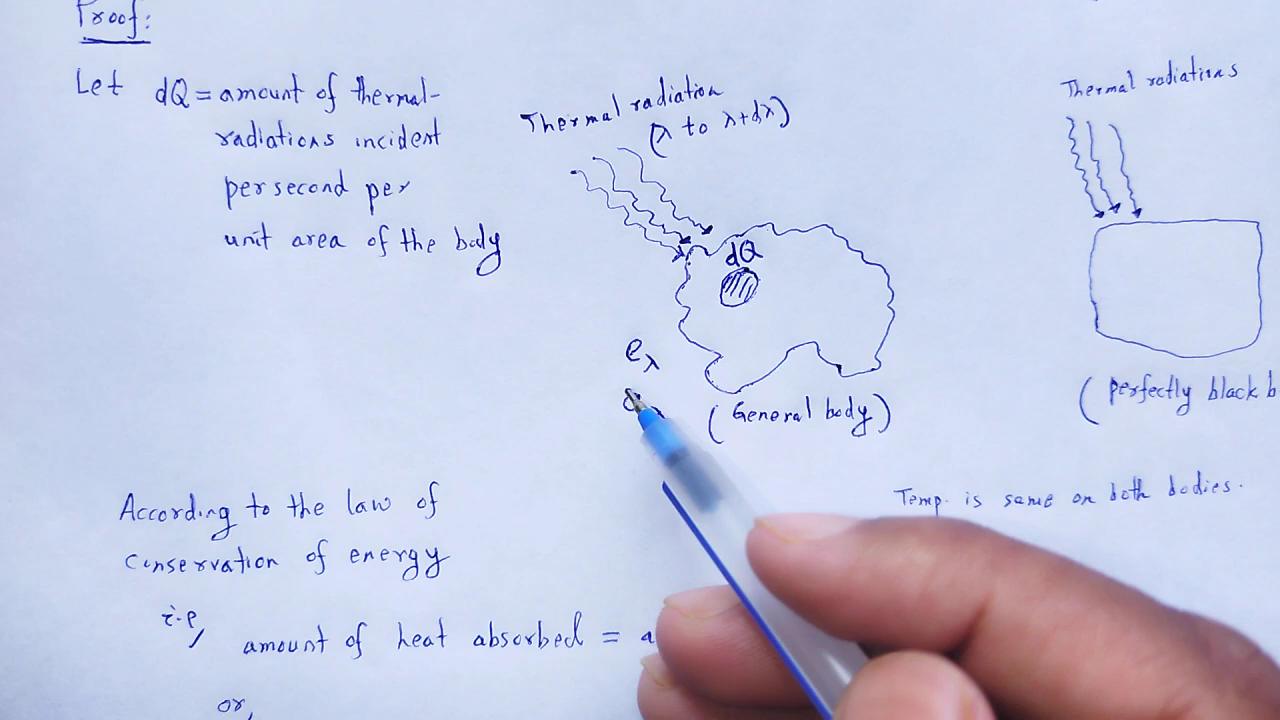 Proof:
Let dQ = amount of thermal-
radiations incident
per second per
unit area of the body
Thermal radiation
(λ to λ+dλ)
dQ
eλ
(General body)
Thermal radiations
(perfectly black b
Temp. is same on both bodies.
According to the law of
conservation of energy
i.e,
amount of heat absorbed = a
or,